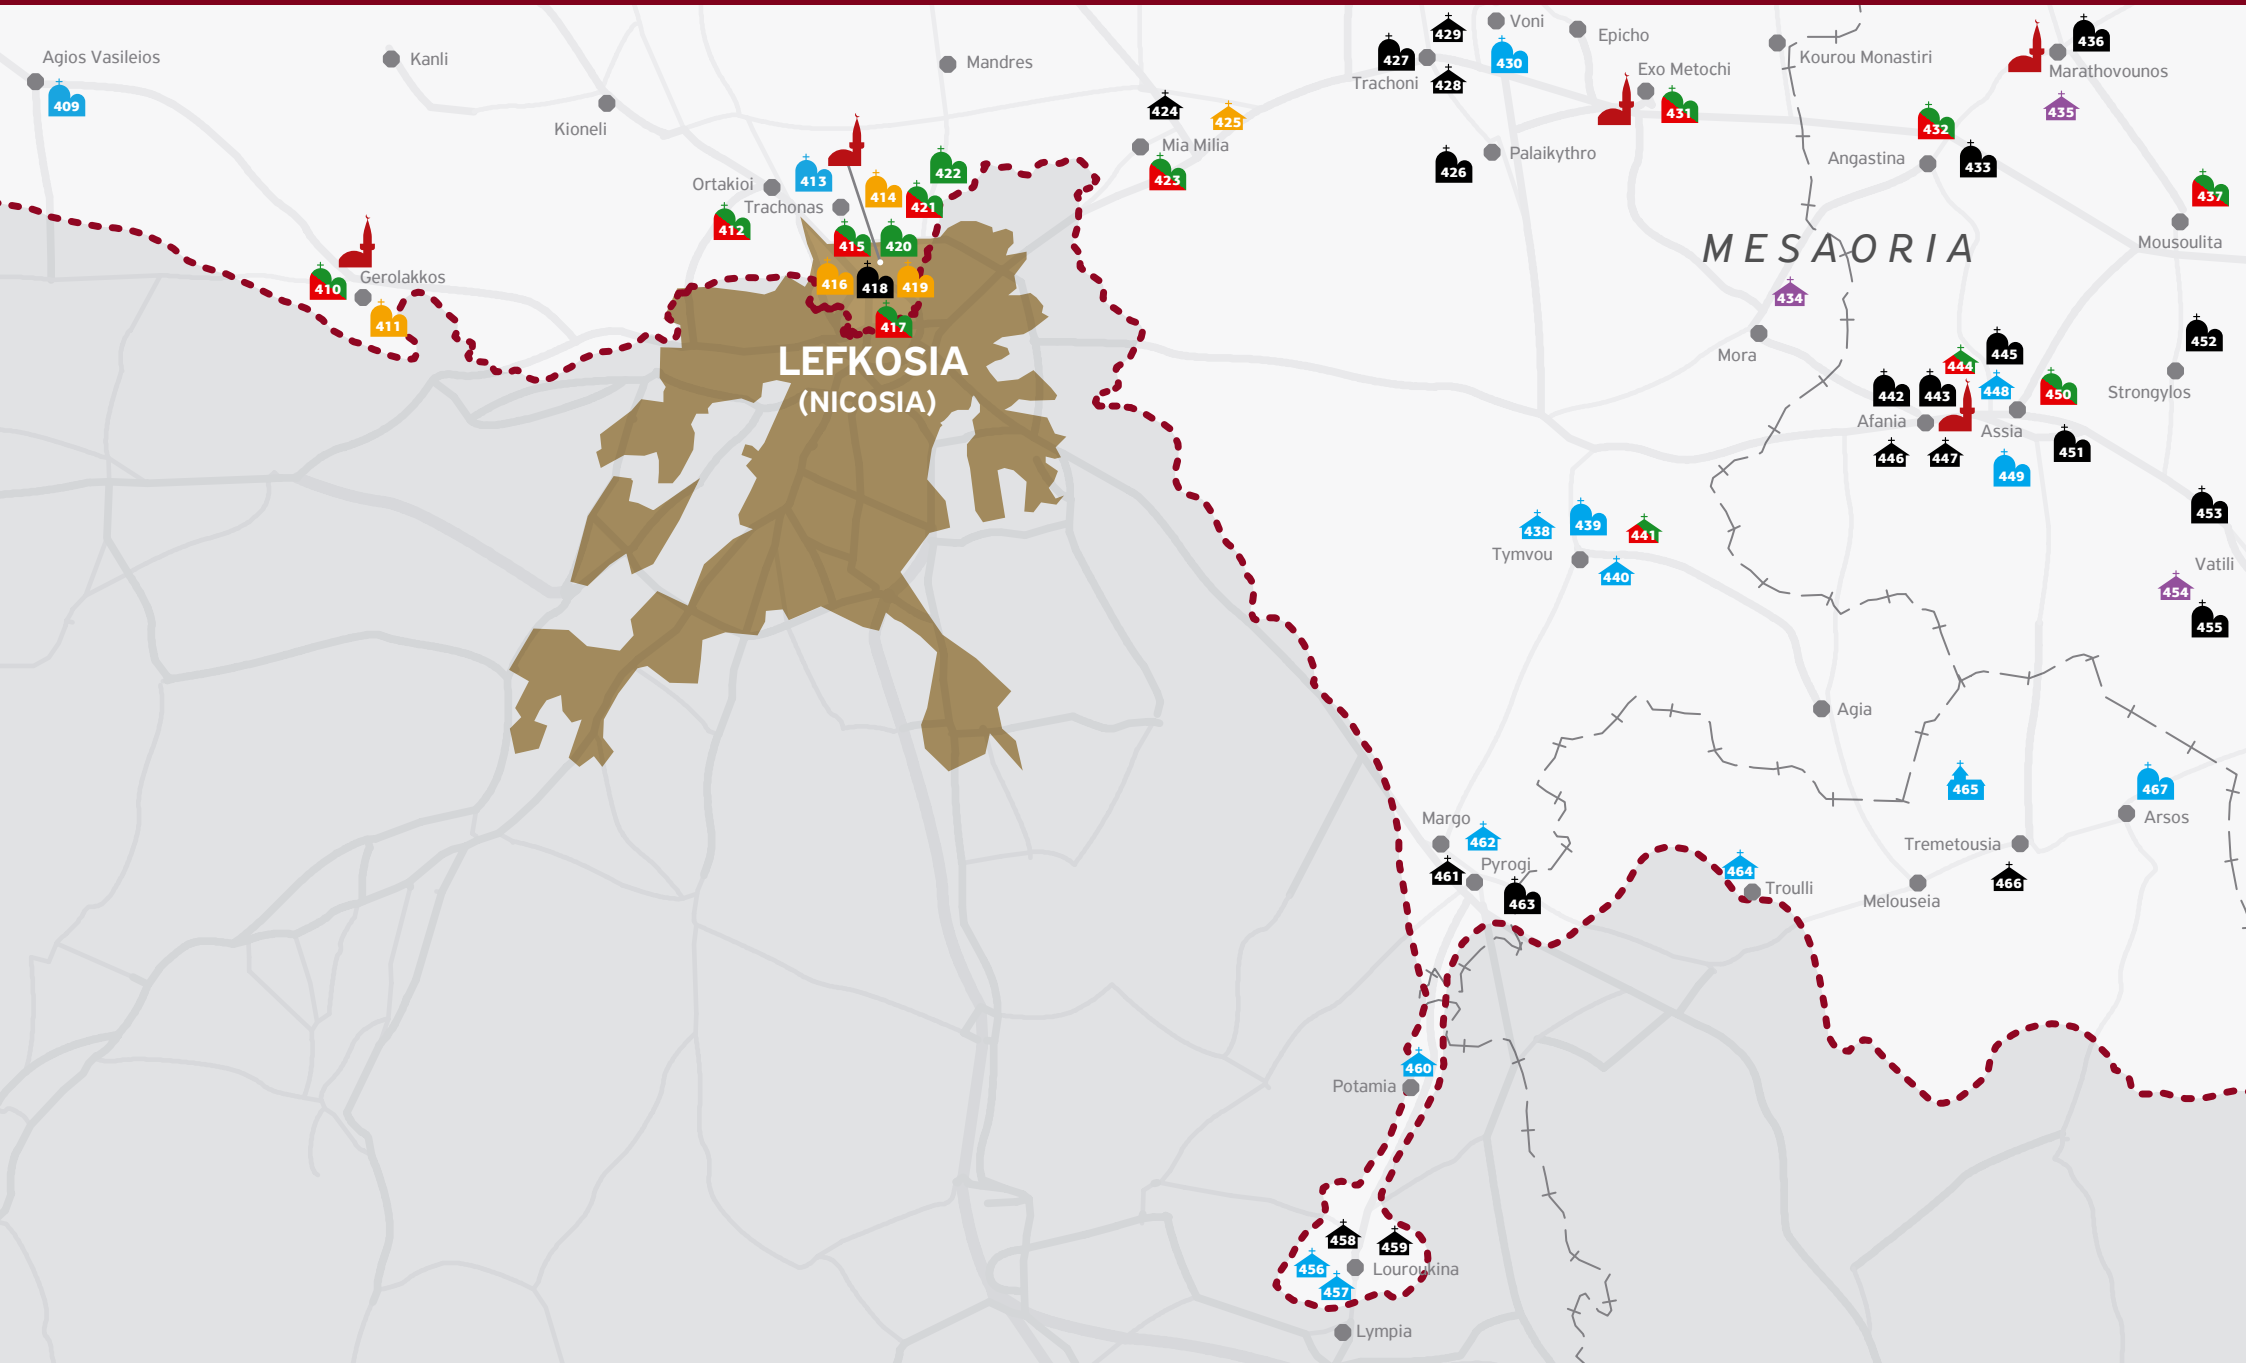 Agios Vasileios
409
Kanli
Kioneli
Mandres
424
425
Mia Milia
423
429
427
Trachoni
428
Voni
430
Epicho
Exo Metochi
431
426
Palaikythro
Kourou Monastiri
436
Marathovounos
435
432
Angastina
433
437
Mousoulita
MESAORIA
Ortakioi
413
414
422
421
Trachonas
412
415
420
416
418
419
417
410
Gerolakkos
411
LEFKOSIA
(NICOSIA)
434
Mora
445
444
448
450
442
443
Afania
Assia
446
447
449
451
452
Strongylos
453
Vatili
454
455
438
439
441
Tymvou
440
Agia
465
467
Arsos
Tremetousia
466
Melouseia
464
Troulli
Margo
462
461
Pyrogi
463
460
Potamia
458
459
456
457
Louroukina
Lympia